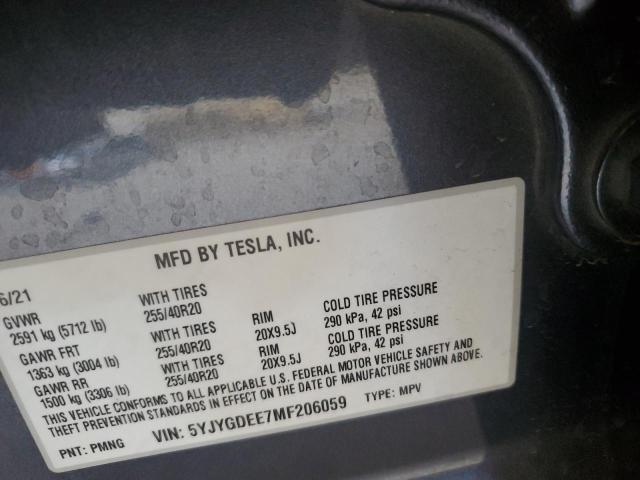 MFD BY TESLA, INC.
6/21
GVWR WITH TIRES RIM COLD TIRE PRESSURE
2591 kg (5712 lb) 255/40R20 20X9.5J 290 kPa, 42 psi
GAWR FRT WITH TIRES RIM COLD TIRE PRESSURE
1363 kg (3004 lb) 255/40R20 20X9.5J 290 kPa, 42 psi
GAWR RR WITH TIRES
1500 kg (3306 lb) 255/40R20
THIS VEHICLE CONFORMS TO ALL APPLICABLE U.S. FEDERAL MOTOR VEHICLE SAFETY AND
THEFT PREVENTION STANDARDS IN EFFECT ON THE DATE OF MANUFACTURE SHOWN ABOVE.
PNT: PMNG VIN: 5YJYGDEE7MF206059 TYPE: MPV